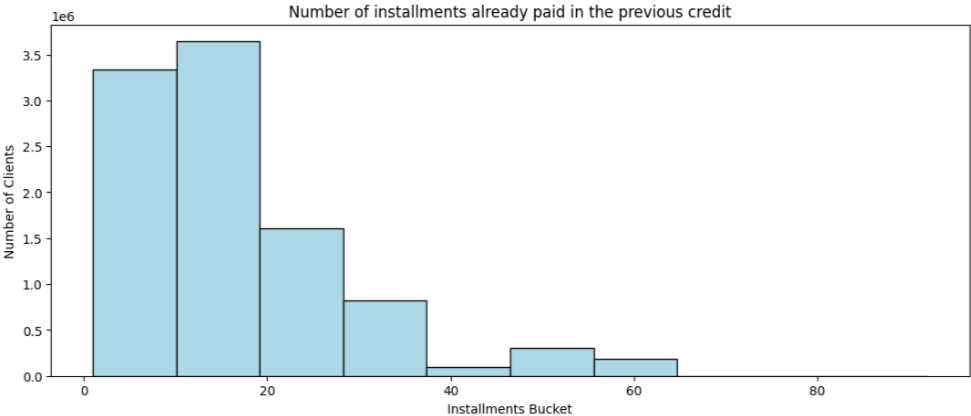 Number of installments already paid in the previous credit
1e6
3.5
3.0
2.5
2.0
1.5
1.0
0.5
0.0
Number of Clients
0 20 40 60 80
Installments Bucket